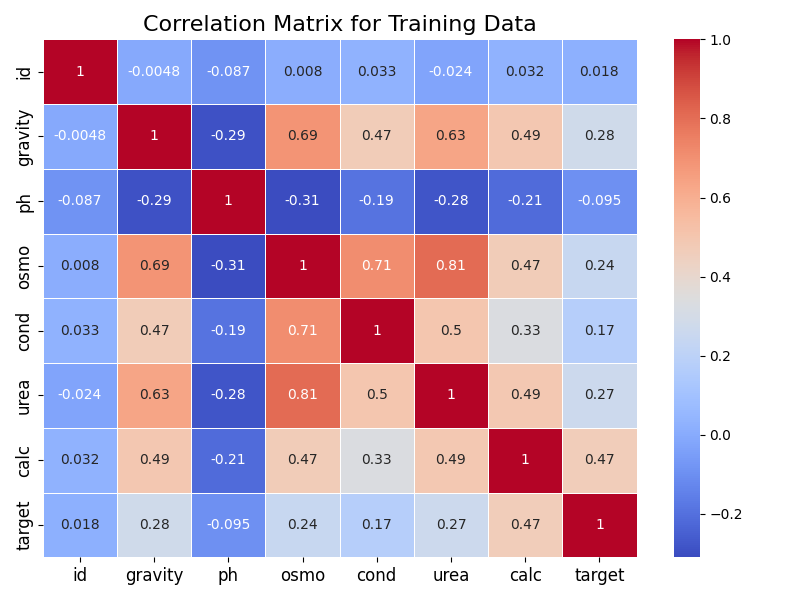 Correlation Matrix for Training Data
id 1 -0.0048 -0.087 0.008 0.033 -0.024 0.032 0.018
gravity -0.0048 1 -0.29 0.69 0.47 0.63 0.49 0.28
ph -0.087 -0.29 1 -0.31 -0.19 -0.28 -0.21 -0.095
osmo 0.008 0.69 -0.31 1 0.71 0.81 0.47 0.24
cond 0.033 0.47 -0.19 0.71 1 0.5 0.33 0.17
urea -0.024 0.63 -0.28 0.81 0.5 1 0.49 0.27
calc 0.032 0.49 -0.21 0.47 0.33 0.49 1 0.47
target 0.018 0.28 -0.095 0.24 0.17 0.27 0.47 1
id gravity ph osmo cond urea calc target
1.0
0.8
0.6
0.4
0.2
0.0
−0.2